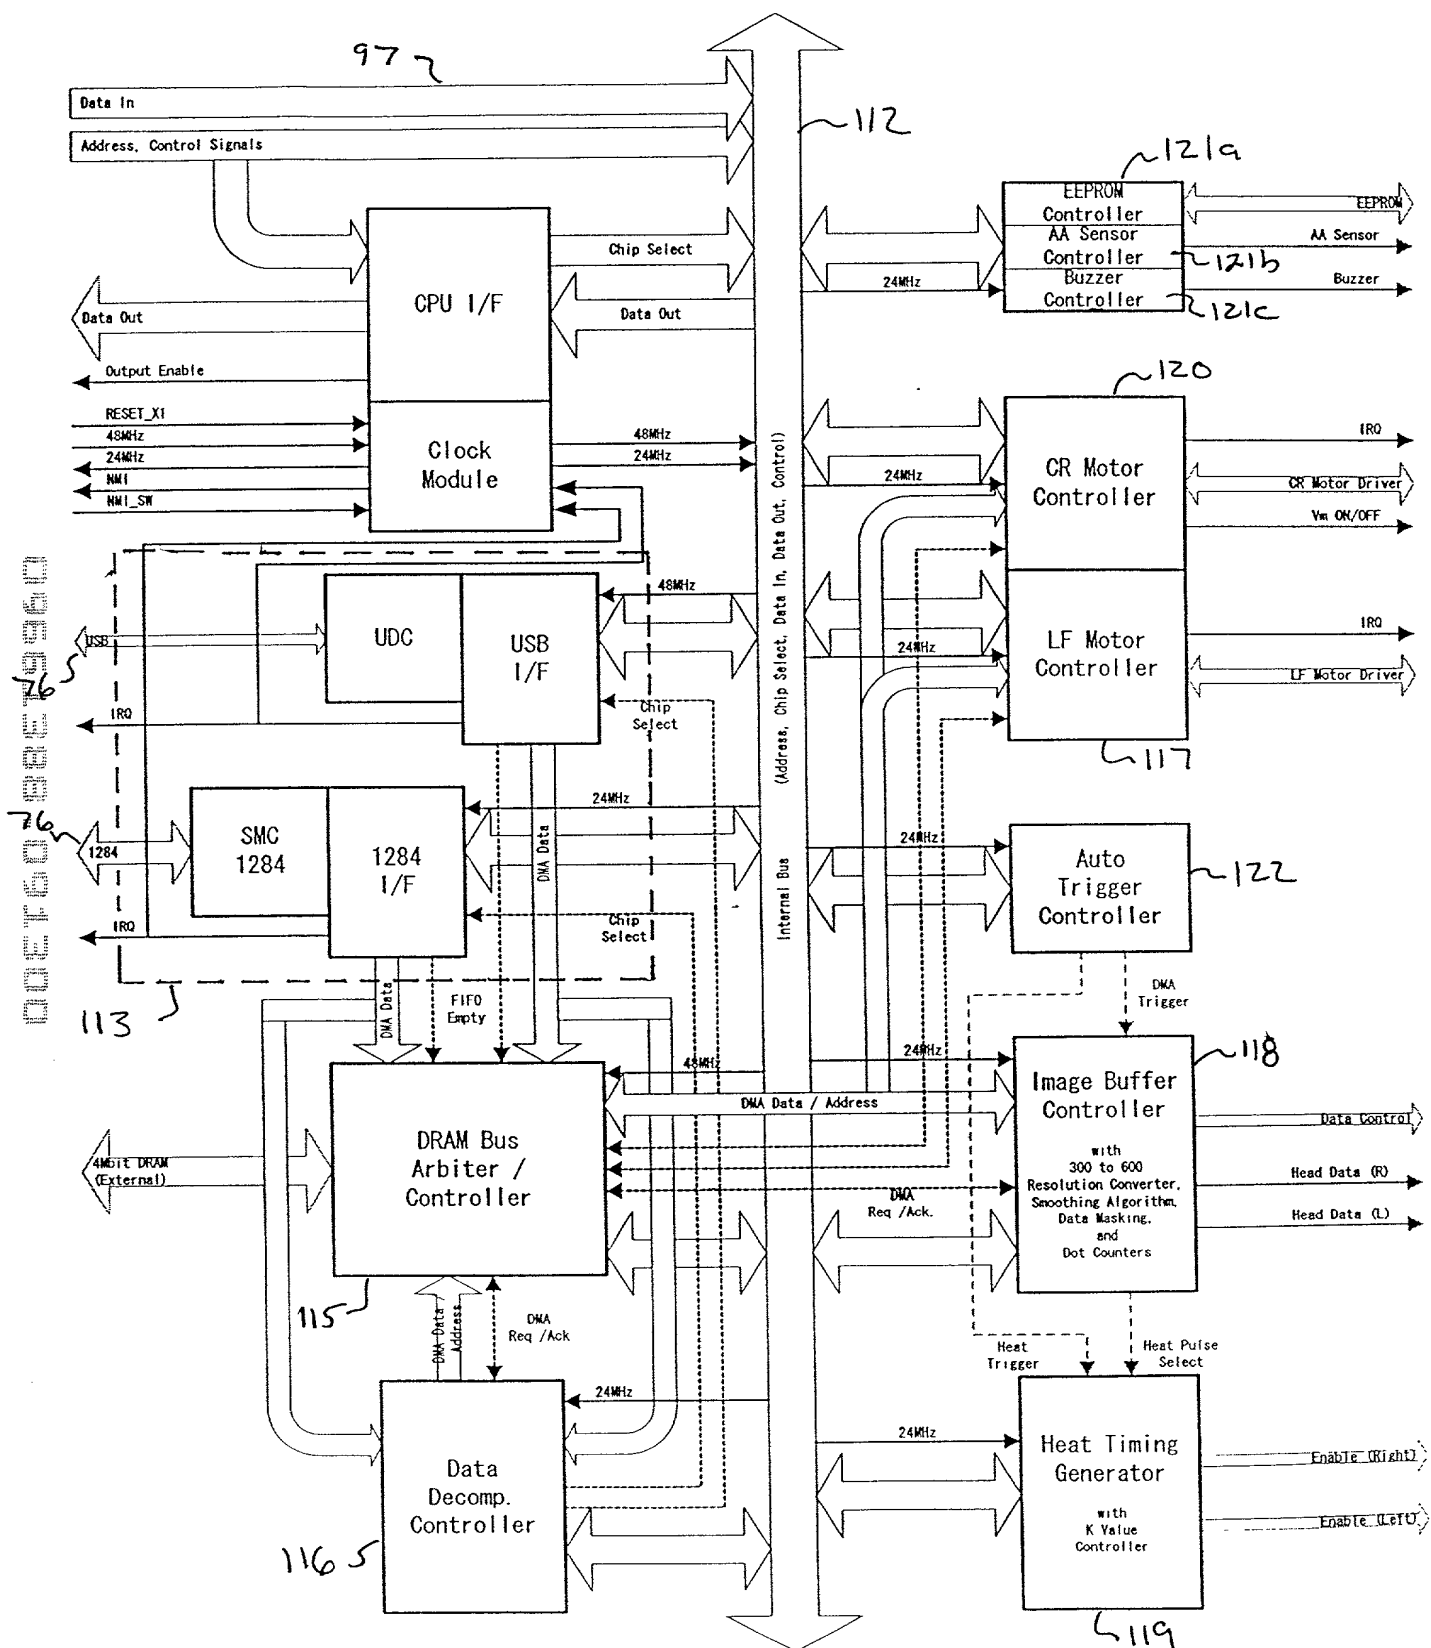 97
Data In
Address, Control Signals
112
121a
EEPROM
Controller
EEPROM
AA Sensor
Controller
AA Sensor
121b
Buzzer
Controller
Buzzer
121c
24MHz
Chip Select
CPU I/F
Data Out
Data Out
Output Enable
RESET_X1
48MHz
24MHz
NMI
NMI_SW
Clock
Module
48MHz
24MHz
120
CR Motor
Controller
24MHz
IRQ
CR Motor Driver
Vm ON/OFF
LF Motor
Controller
24MHz
IRQ
LF Motor Driver
117
Internal Bus (Address, Chip Select, Data In, Data Out, Control)
USB
76
UDC
USB
I/F
48MHz
IRQ
Chip
Select
DMA Data
76
1284
SMC
1284
1284
I/F
24MHz
IRQ
Chip
Select
113
DMA Data
FIFO
Empty
24MHz
Auto
Trigger
Controller
122
DMA
Trigger
48MHz
DMA Data / Address
24MHz
118
Image Buffer
Controller
with
300 to 600
Resolution Converter,
Smoothing Algorithm,
Data Masking,
and
Dot Counters
Data Control
Head Data (R)
Head Data (L)
4Mbit DRAM
(External)
DRAM Bus
Arbiter /
Controller
DMA
Req /Ack.
115
DMA Data /
Address
DMA
Req /Ack
Heat
Trigger
Heat Pulse
Select
24MHz
Data
Decomp.
Controller
116
24MHz
Heat Timing
Generator
with
K Value
Controller
Enable (Right)
Enable (Left)
119